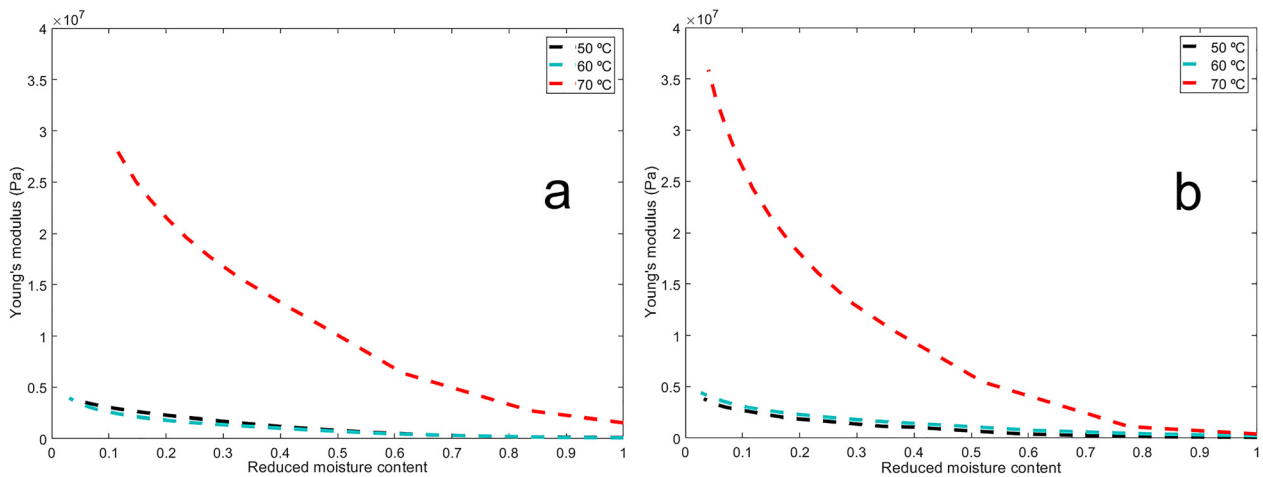 ×10⁷
4
3.5
3
2.5
2
1.5
1
0.5
0
Young's modulus (Pa)
50 ºC
60 ºC
70 ºC
a
0 0.1 0.2 0.3 0.4 0.5 0.6 0.7 0.8 0.9 1
Reduced moisture content
×10⁷
4
3.5
3
2.5
2
1.5
1
0.5
0
Young's modulus (Pa)
50 ºC
60 ºC
70 ºC
b
0 0.1 0.2 0.3 0.4 0.5 0.6 0.7 0.8 0.9 1
Reduced moisture content